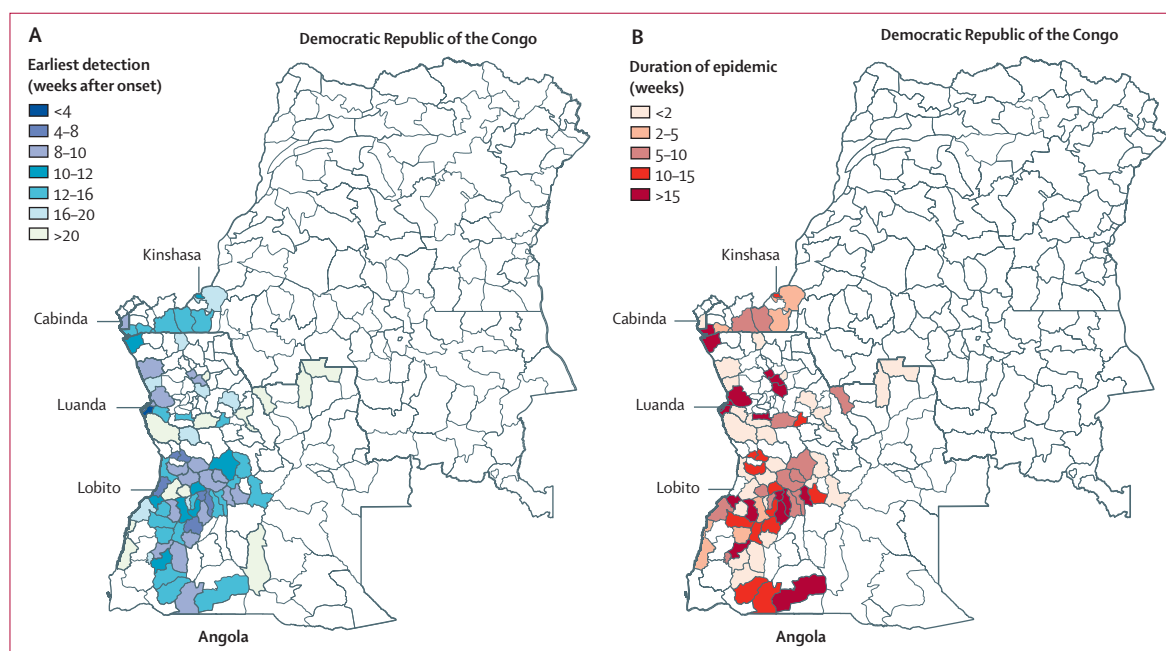 A
Democratic Republic of the Congo
Earliest detection
(weeks after onset)
<4
4–8
8–10
10–12
12–16
16–20
>20
Kinshasa
Cabinda
Luanda
Lobito
Angola
B
Democratic Republic of the Congo
Duration of epidemic
(weeks)
<2
2–5
5–10
10–15
>15
Kinshasa
Cabinda
Luanda
Lobito
Angola